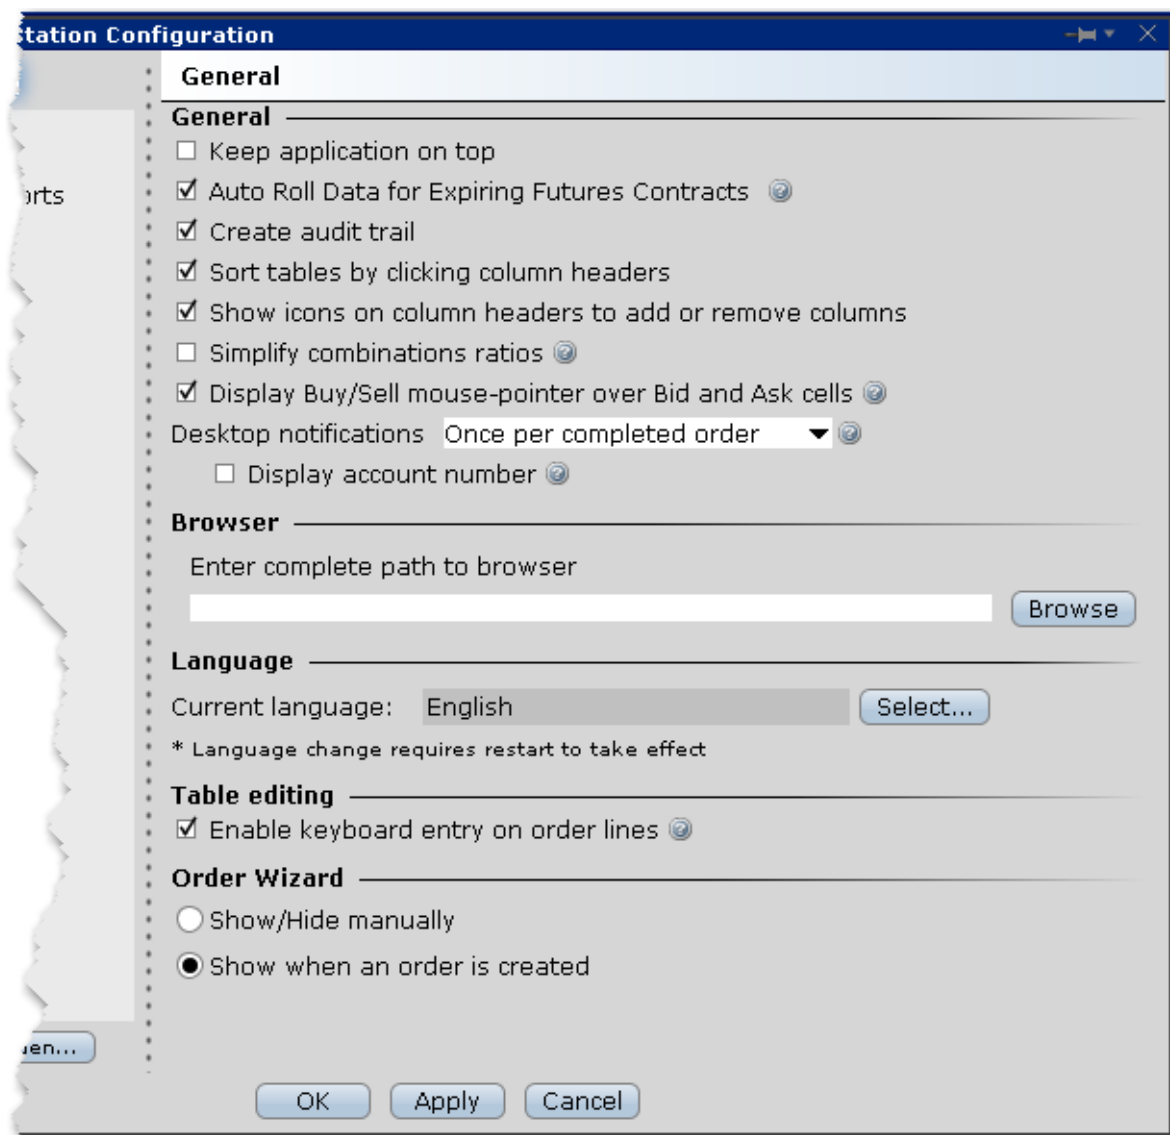 Station Configuration
General
General
Keep application on top
Auto Roll Data for Expiring Futures Contracts
orts
Create audit trail
Sort tables by clicking column headers
Show icons on column headers to add or remove columns
Simplify combinations ratios
Display Buy/Sell mouse-pointer over Bid and Ask cells
Desktop notifications Once per completed order
Display account number
Browser
Enter complete path to browser
Browse
Language
Current language: English Select...
* Language change requires restart to take effect
Table editing
Enable keyboard entry on order lines
Order Wizard
Show/Hide manually
Show when an order is created
uen...
OK Apply Cancel